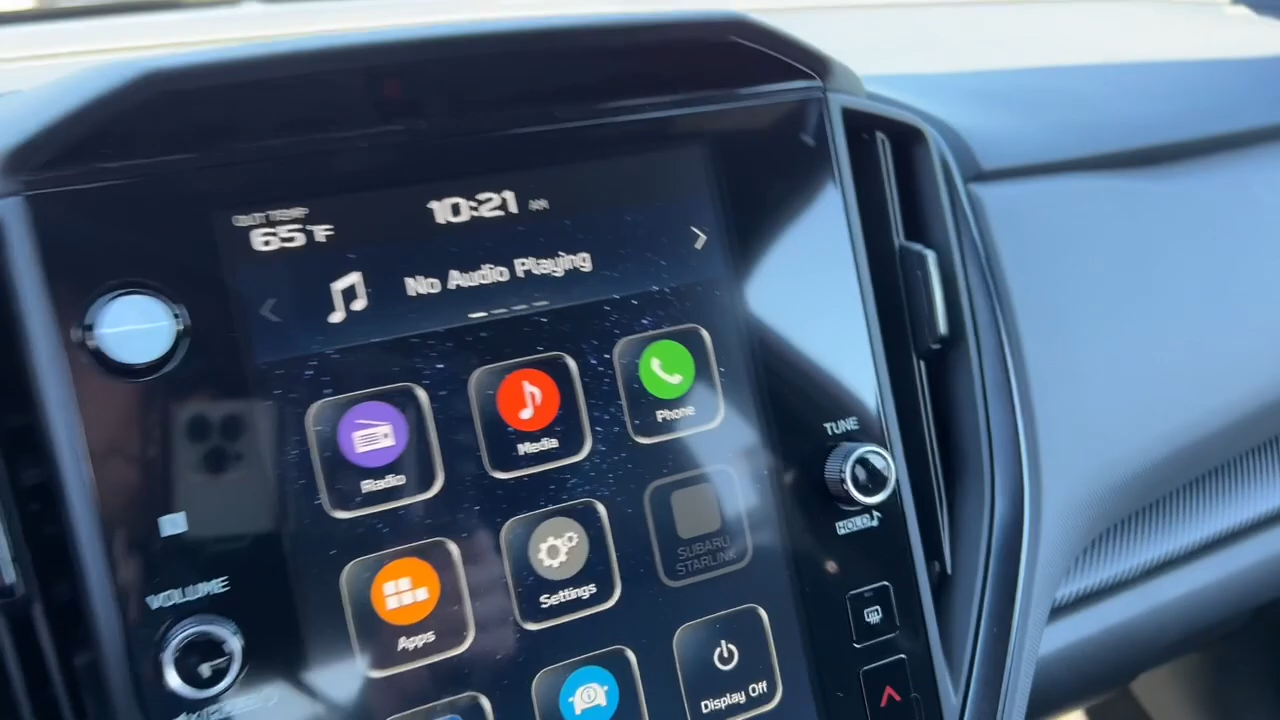 OUT TEMP
65°F
10:21 AM
No Audio Playing
Radio
Media
Phone
Apps
Settings
SUBARU
STARLINK
Display Off
VOLUME
TUNE
HOLD